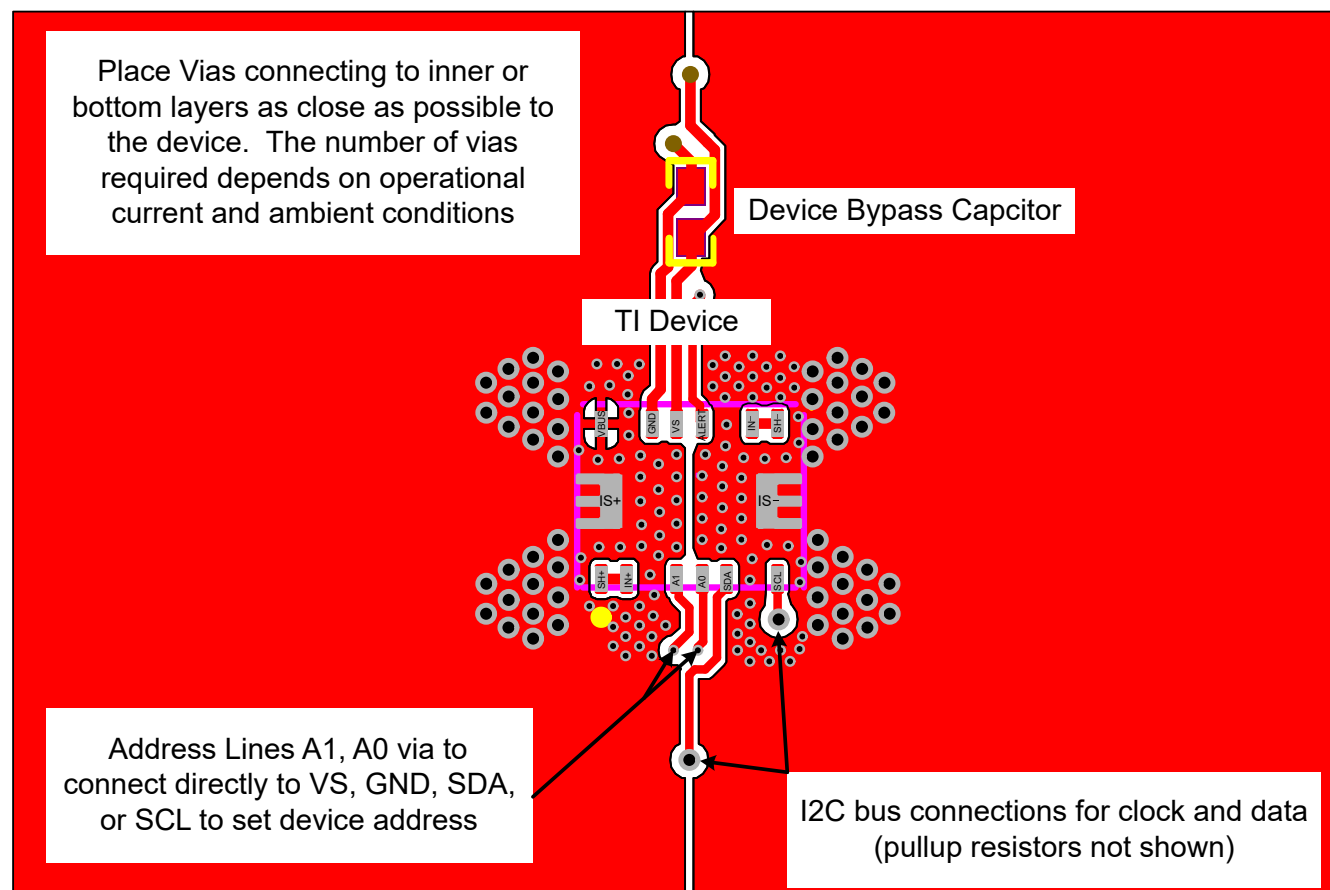 Place Vias connecting to inner or
bottom layers as close as possible to
the device. The number of vias
required depends on operational
current and ambient conditions
Device Bypass Capcitor
TI Device
VBUS
GND
VS
ALERT
IN−
SH−
IS+
IS−
SH+
IN+
A1
A0
SDA
SCL
Address Lines A1, A0 via to
connect directly to VS, GND, SDA,
or SCL to set device address
I2C bus connections for clock and data
(pullup resistors not shown)